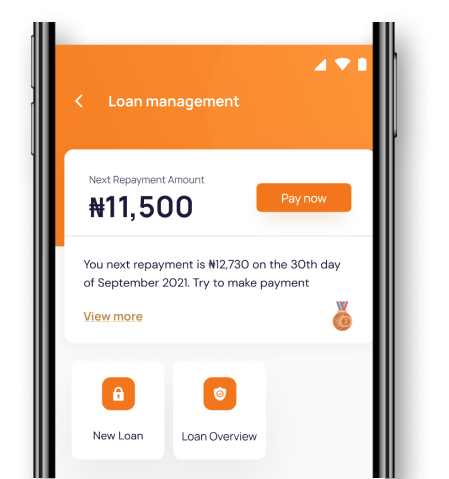 Loan management
Next Repayment Amount
₦11,500
Pay now
You next repayment is ₦12,730 on the 30th day
of September 2021. Try to make payment
View more
New Loan
Loan Overview